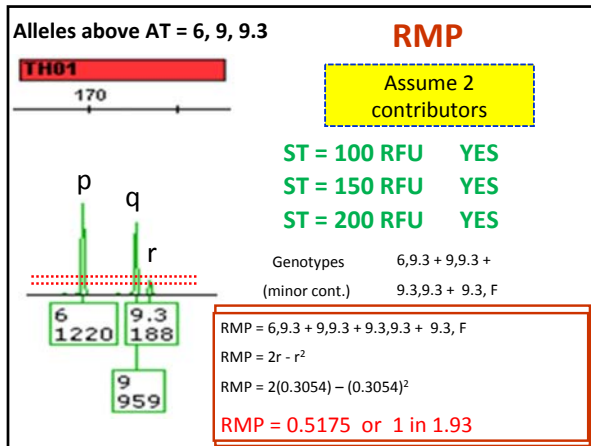 Alleles above AT = 6, 9, 9.3
RMP
TH01
170
Assume 2
contributors
ST = 100 RFU YES
ST = 150 RFU YES
ST = 200 RFU YES
p
q
r
Genotypes 6,9.3 + 9,9.3 +
(minor cont.) 9.3,9.3 + 9.3, F
6
1220
9.3
188
9
959
RMP = 6,9.3 + 9,9.3 + 9.3,9.3 + 9.3, F
RMP = 2r - r²
RMP = 2(0.3054) – (0.3054)²
RMP = 0.5175 or 1 in 1.93